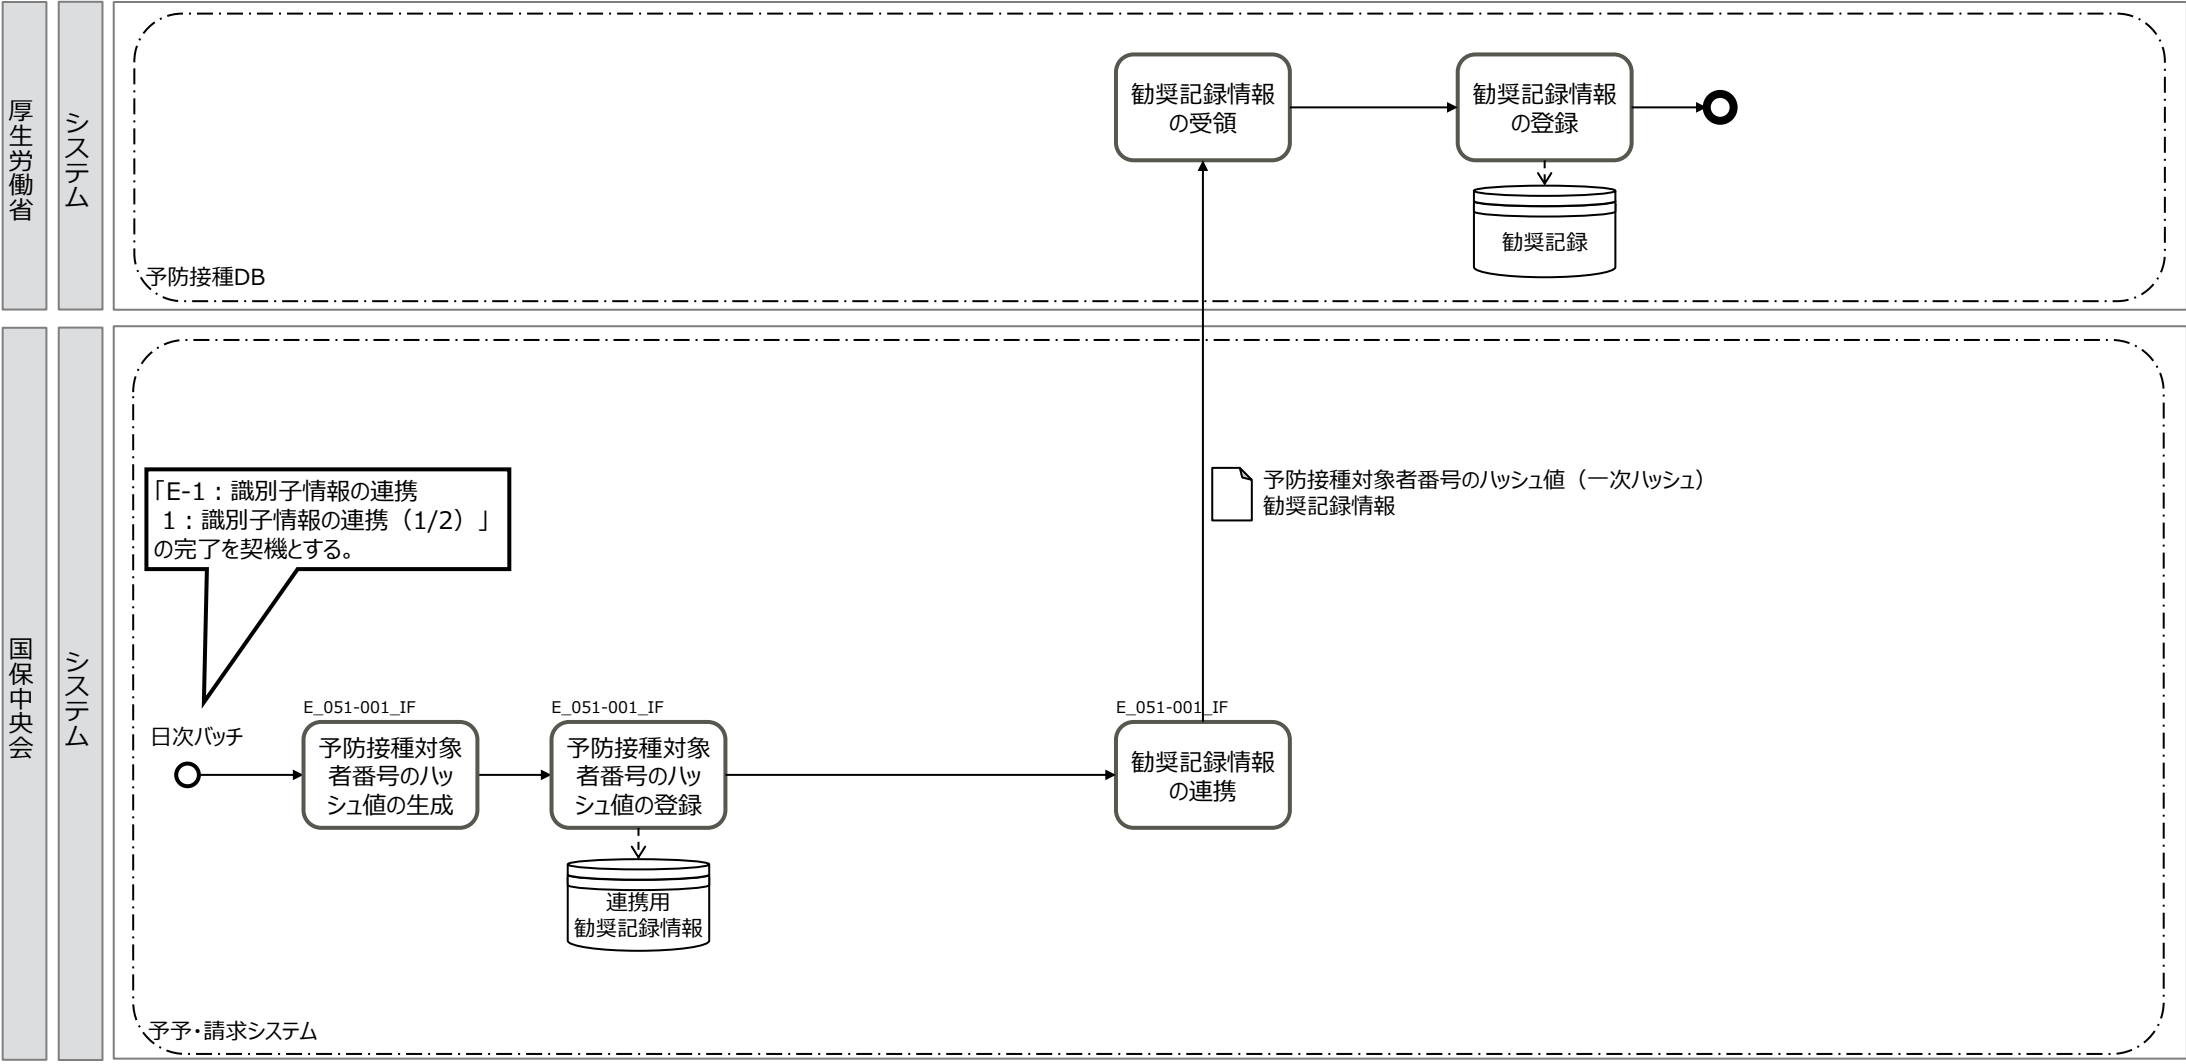 厚生労働省
システム
勧奨記録情報
の受領
勧奨記録情報
の登録
勧奨記録
予防接種DB
国保中央会
システム
「E-1：識別子情報の連携
1：識別子情報の連携（1/2）」
の完了を契機とする。
予防接種対象者番号のハッシュ値（一次ハッシュ）
勧奨記録情報
日次バッチ
E_051-001_IF
予防接種対象
者番号のハッ
シュ値の生成
E_051-001_IF
予防接種対象
者番号のハッ
シュ値の登録
連携用
勧奨記録情報
E_051-001_IF
勧奨記録情報
の連携
予予・請求システム